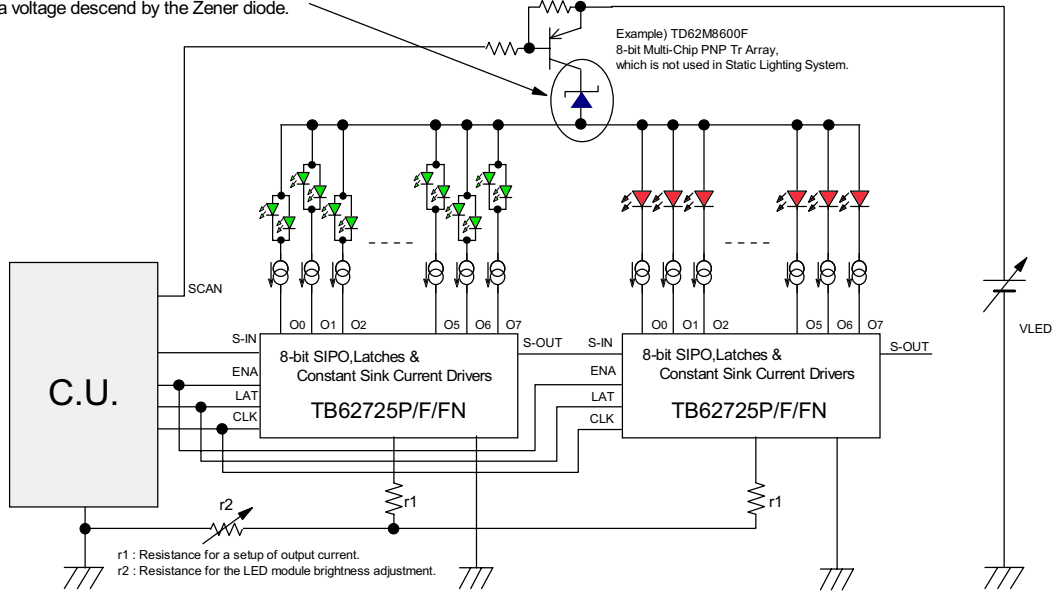 a voltage descend by the Zener diode.
Example) TD62M8600F
8-bit Multi-Chip PNP Tr Array,
which is not used in Static Lighting System.
SCAN
VLED
O0 O1 O2 O5 O6 O7
O0 O1 O2 O5 O6 O7
S-IN
S-OUT
S-IN
S-OUT
8-bit SIPO,Latches &
Constant Sink Current Drivers
TB62725P/F/FN
8-bit SIPO,Latches &
Constant Sink Current Drivers
TB62725P/F/FN
C.U.
ENA
LAT
CLK
ENA
LAT
CLK
r1
r1
r2
r1 : Resistance for a setup of output current.
r2 : Resistance for the LED module brightness adjustment.